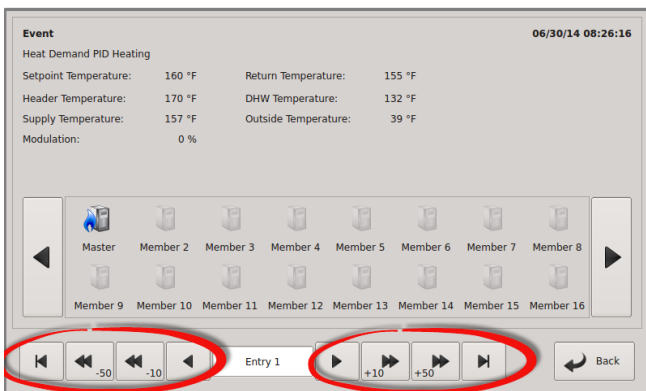 Event 06/30/14 08:26:16
Heat Demand PID Heating
Setpoint Temperature: 160 °F Return Temperature: 155 °F
Header Temperature: 170 °F DHW Temperature: 132 °F
Supply Temperature: 157 °F Outside Temperature: 39 °F
Modulation: 0 %
Master Member 2 Member 3 Member 4 Member 5 Member 6 Member 7 Member 8
Member 9 Member 10 Member 11 Member 12 Member 13 Member 14 Member 15 Member 16
-50 -10 Entry 1 +10 +50 Back